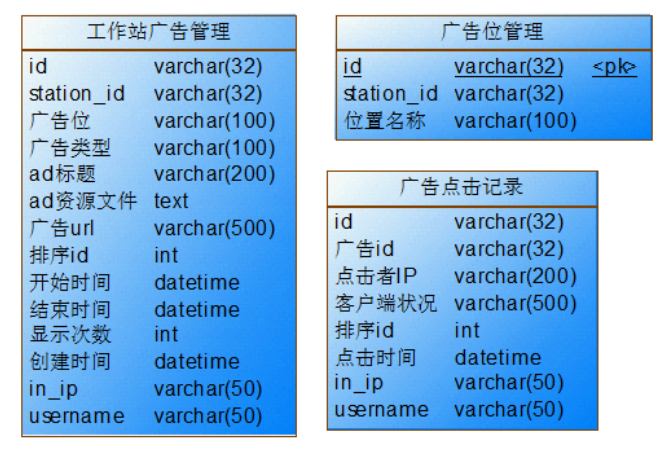 工作站广告管理
id varchar(32)
station_id varchar(32)
广告位 varchar(100)
广告类型 varchar(100)
ad标题 varchar(200)
ad资源文件 text
广告url varchar(500)
排序id int
开始时间 datetime
结束时间 datetime
显示次数 int
创建时间 datetime
in_ip varchar(50)
username varchar(50)
广告位管理
id varchar(32) <pk>
station_id varchar(32)
位置名称 varchar(100)
广告点击记录
id varchar(32)
广告id varchar(32)
点击者IP varchar(200)
客户端状况 varchar(500)
排序id int
点击时间 datetime
in_ip varchar(50)
username varchar(50)